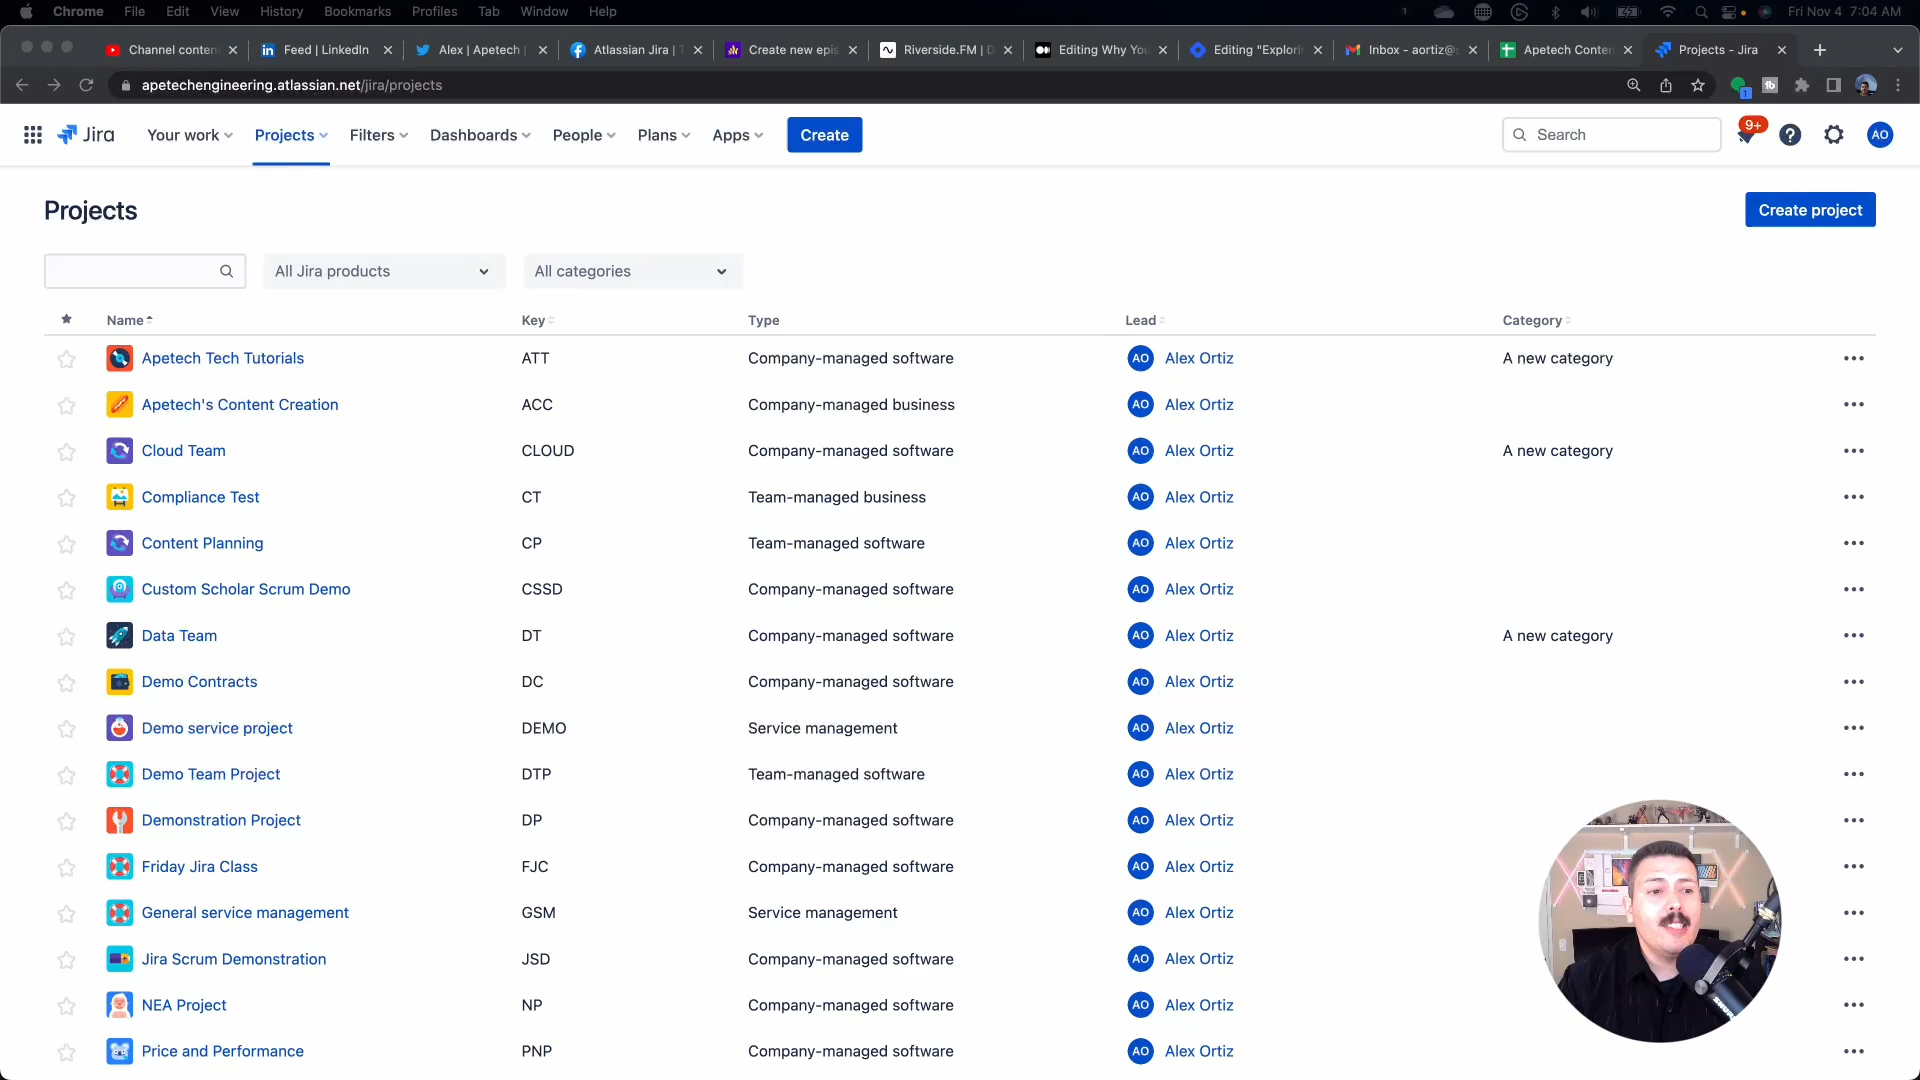 Chrome File Edit View History Bookmarks Profiles Tab Window Help 1 Fri Nov 4 7:04 AM
Channel conten Feed | LinkedIn Alex | Apetech | Atlassian Jira | T Create new epis Riverside.FM | D Editing Why You Editing "Explorin Inbox - aortiz@s Apetech Conten Projects - Jira
apetechengineering.atlassian.net/jira/projects tb 1
Jira Your work Projects Filters Dashboards People Plans Apps Create Search 9+ ? AO
Projects Create project
All Jira products All categories
Name Key Type Lead Category
Apetech Tech Tutorials ATT Company-managed software AO Alex Ortiz A new category
Apetech's Content Creation ACC Company-managed business AO Alex Ortiz
Cloud Team CLOUD Company-managed software AO Alex Ortiz A new category
Compliance Test CT Team-managed business AO Alex Ortiz
Content Planning CP Team-managed software AO Alex Ortiz
Custom Scholar Scrum Demo CSSD Company-managed software AO Alex Ortiz
Data Team DT Company-managed software AO Alex Ortiz A new category
Demo Contracts DC Company-managed software AO Alex Ortiz
Demo service project DEMO Service management AO Alex Ortiz
Demo Team Project DTP Team-managed software AO Alex Ortiz
Demonstration Project DP Company-managed software AO Alex Ortiz
Friday Jira Class FJC Company-managed software AO Alex Ortiz
General service management GSM Service management AO Alex Ortiz
Jira Scrum Demonstration JSD Company-managed software AO Alex Ortiz
NEA Project NP Company-managed software AO Alex Ortiz
Price and Performance PNP Company-managed software AO Alex Ortiz